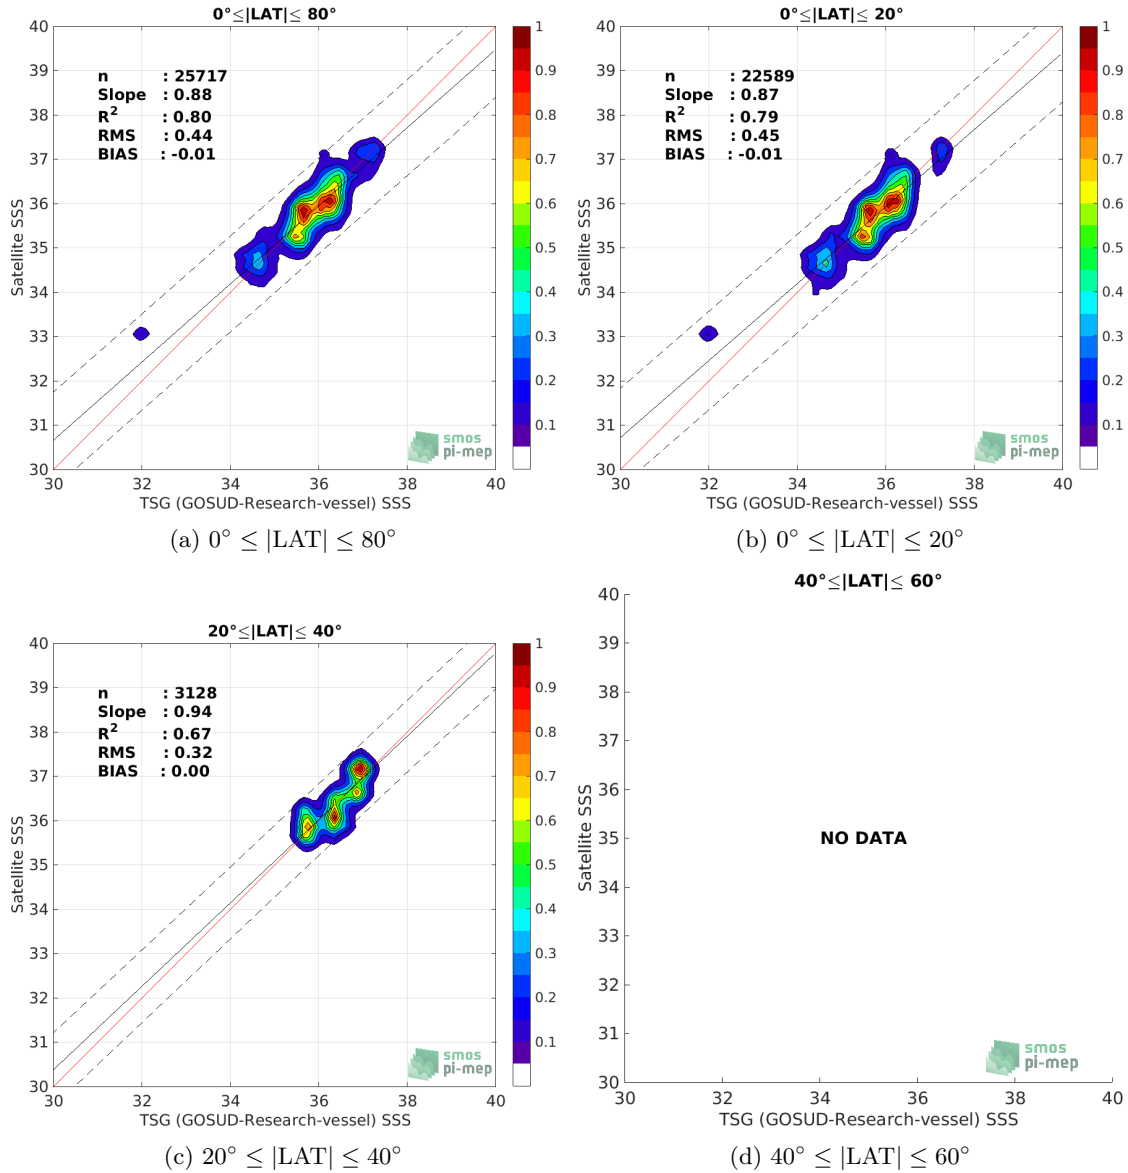 0°≤|LAT|≤ 80°
40
39
38
37
36
35
34
33
32
31
30
Satellite SSS
n : 25717
Slope : 0.88
R² : 0.80
RMS : 0.44
BIAS : -0.01
1
0.9
0.8
0.7
0.6
0.5
0.4
0.3
0.2
0.1
smos
pi-mep
30 32 34 36 38 40
TSG (GOSUD-Research-vessel) SSS
(a) 0° ≤ |LAT| ≤ 80°
0°≤|LAT|≤ 20°
40
39
38
37
36
35
34
33
32
31
30
Satellite SSS
n : 22589
Slope : 0.87
R² : 0.79
RMS : 0.45
BIAS : -0.01
1
0.9
0.8
0.7
0.6
0.5
0.4
0.3
0.2
0.1
smos
pi-mep
30 32 34 36 38 40
TSG (GOSUD-Research-vessel) SSS
(b) 0° ≤ |LAT| ≤ 20°
20°≤|LAT|≤ 40°
40
39
38
37
36
35
34
33
32
31
30
Satellite SSS
n : 3128
Slope : 0.94
R² : 0.67
RMS : 0.32
BIAS : 0.00
1
0.9
0.8
0.7
0.6
0.5
0.4
0.3
0.2
0.1
smos
pi-mep
30 32 34 36 38 40
TSG (GOSUD-Research-vessel) SSS
(c) 20° ≤ |LAT| ≤ 40°
40°≤|LAT|≤ 60°
40
39
38
37
36
35
34
33
32
31
30
Satellite SSS
NO DATA
smos
pi-mep
30 32 34 36 38 40
TSG (GOSUD-Research-vessel) SSS
(d) 40° ≤ |LAT| ≤ 60°